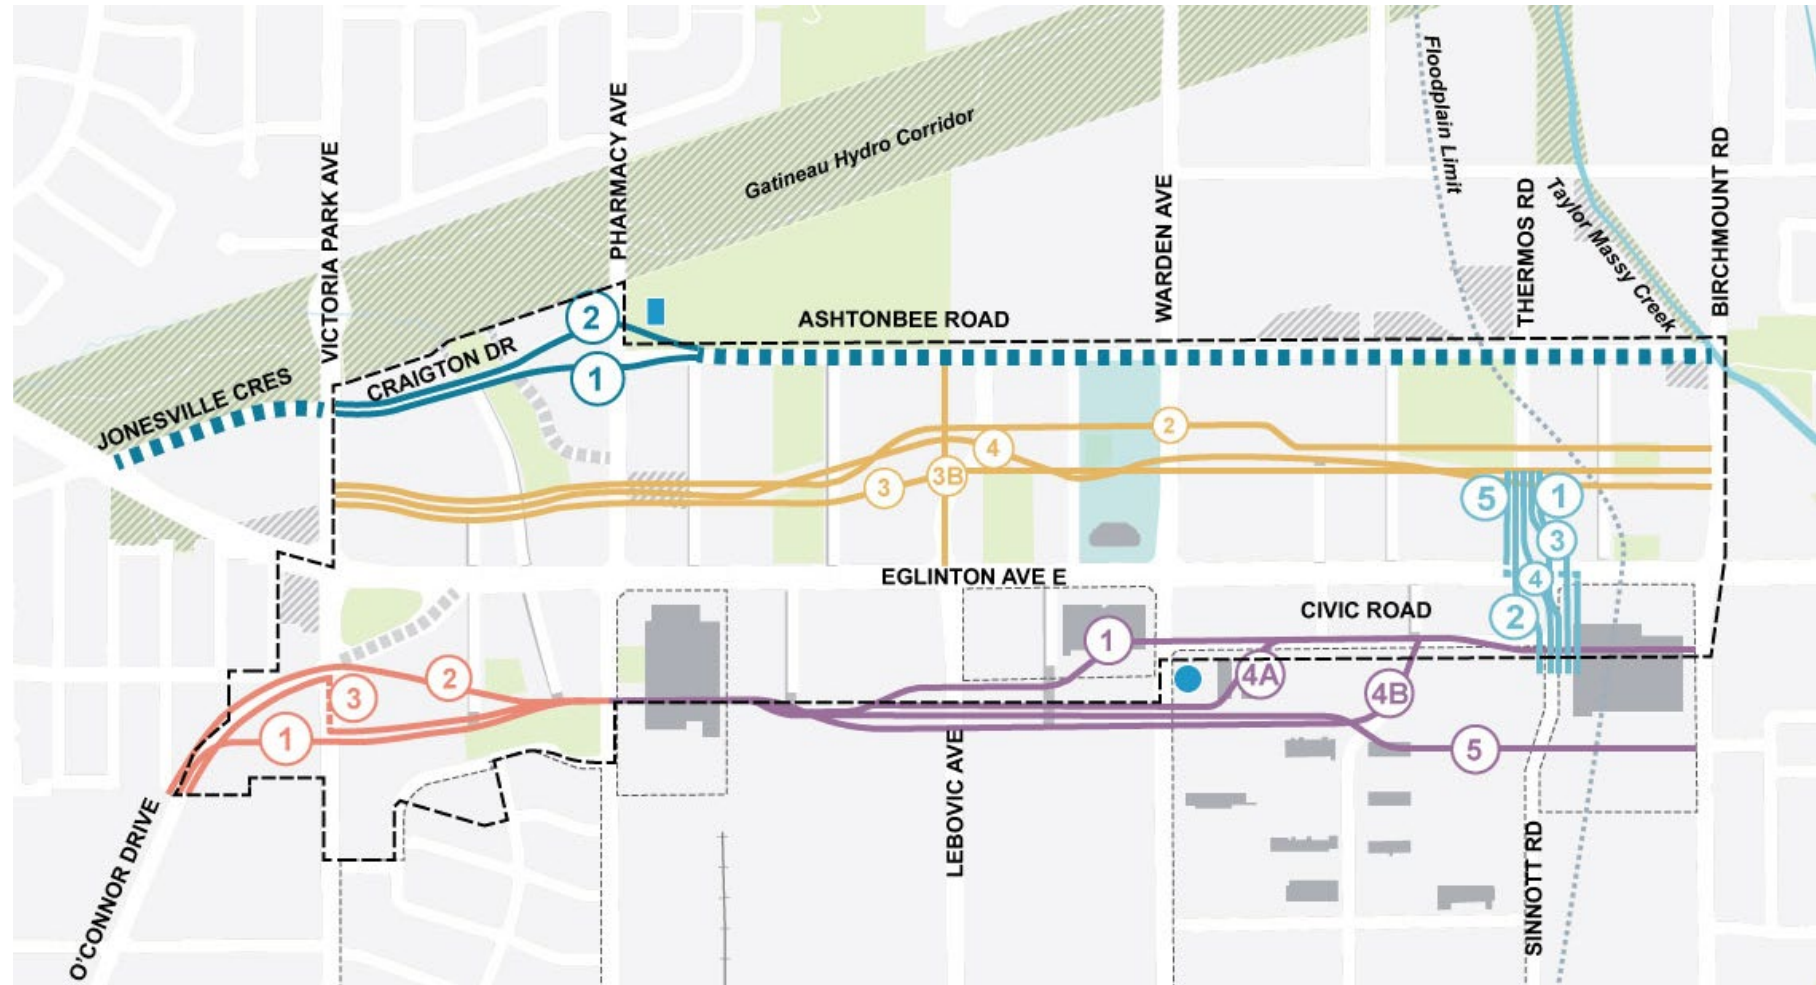 Floodplain Limit
Gatineau Hydro Corridor
PHARMACY AVE
BIRCHMOUNT RD
VICTORIA PARK AVE
WARDEN AVE
THERMOS RD
Taylor Massy Creek
2
ASHTONBEE ROAD
CRAIGTON DR
1
JONESVILLE CRES
2
4
3B
3
5
1
3
EGLINTON AVE E
4
CIVIC ROAD
2
1
2
4A
3
4B
1
5
LEBOVIC AVE
O'CONNOR DRIVE
SINNOTT RD